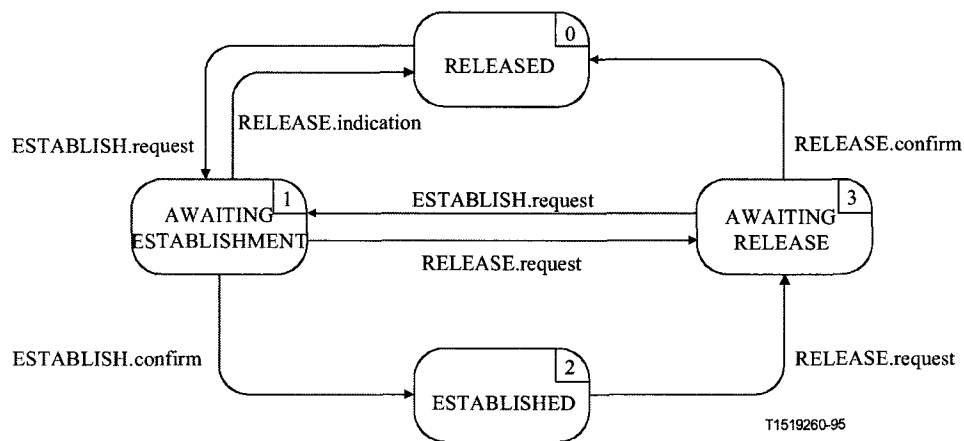 0
RELEASED
RELEASE.indication
ESTABLISH.request
RELEASE.confirm
1
AWAITING
ESTABLISHMENT
ESTABLISH.request
RELEASE.request
3
AWAITING
RELEASE
ESTABLISH.confirm
2
ESTABLISHED
RELEASE.request
T1519260-95